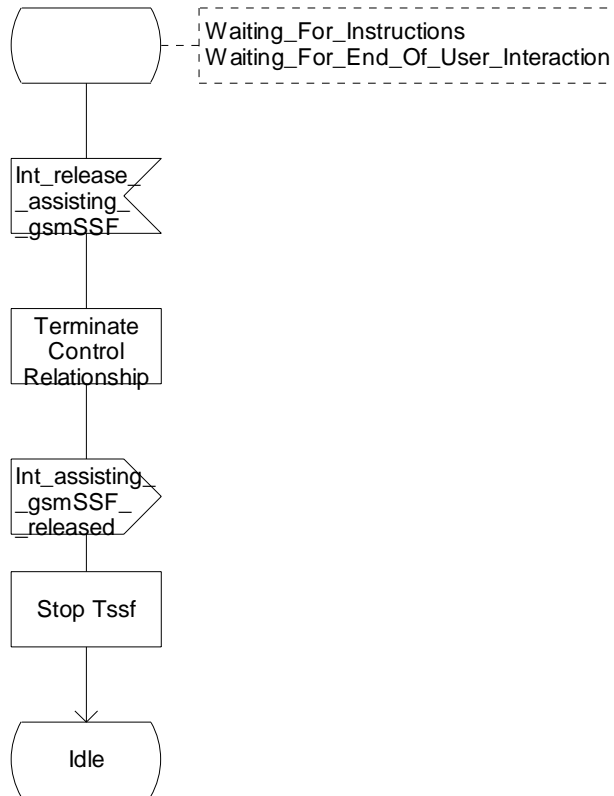 Waiting_For_Instructions
Waiting_For_End_Of_User_Interaction
Int_release_
_assisting_
_gsmSSF
Terminate
Control
Relationship
Int_assisting_
_gsmSSF_
_released
Stop Tssf
Idle